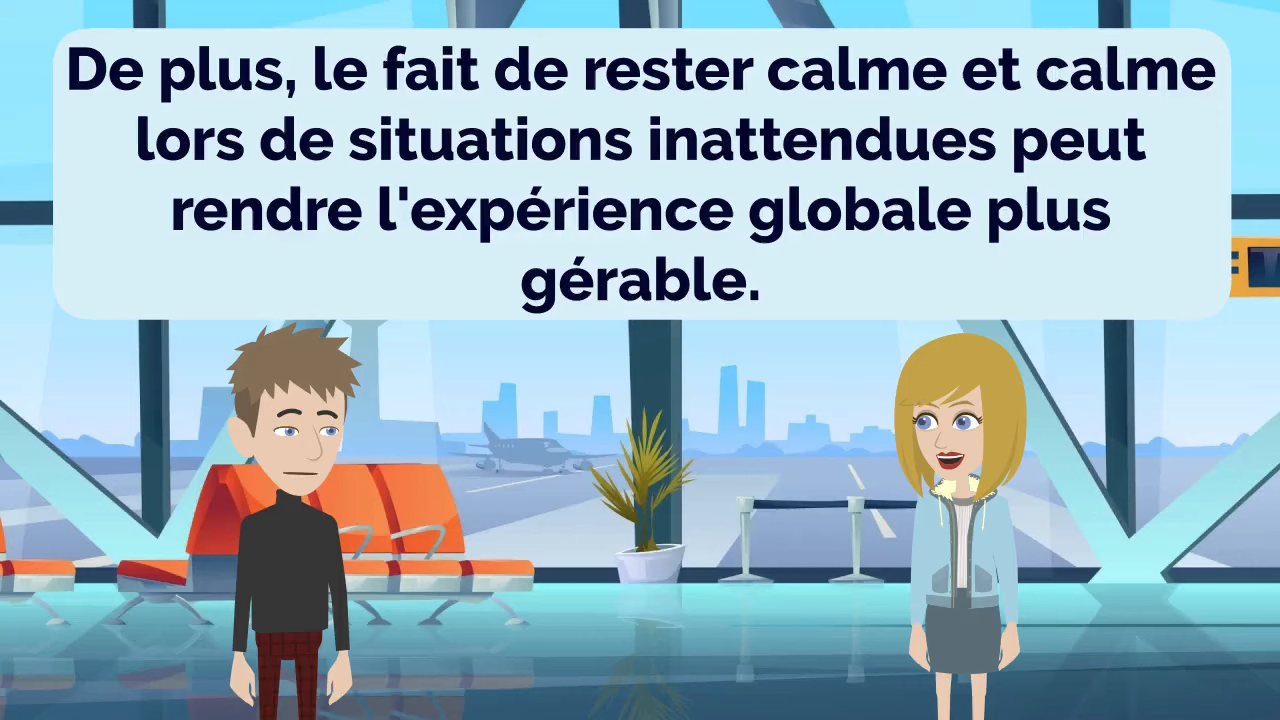 De plus, le fait de rester calme et calme
lors de situations inattendues peut
rendre l'expérience globale plus
gérable.